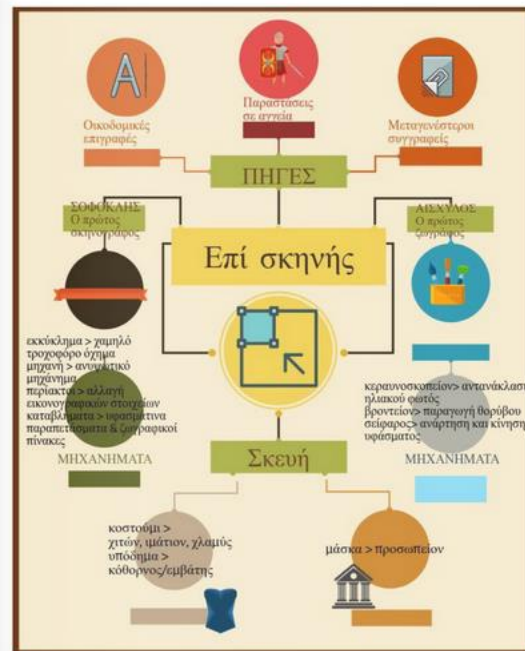 Οικοδομικές
επιγραφές
Παραστάσεις
σε αγγεία
Μεταγενέστεροι
συγγραφείς
ΠΗΓΕΣ
ΣΟΦΟΚΛΗΣ
Ο πρώτος
σκηνογράφος
ΑΙΣΧΥΛΟΣ
Ο πρώτος
ζωγράφος
Επί σκηνής
εκκύκλημα > χαμηλό
τροχοφόρο όχημα
μηχανή > ανυψωτικό
μηχάνημα
περίακτοι > αλλαγή
εικονογραφικών στοιχείων
καταβλήματα > υφασμάτινα
παραπετάσματα & ζωγραφικοί
πίνακες
ΜΗΧΑΝΗΜΑΤΑ
κεραυνοσκοπείον> αντανάκλαση
ηλιακού φωτός
βροντείον> παραγωγή θορύβου
σείφαρος> ανάρτηση και κίνηση
υφάσματος
ΜΗΧΑΝΗΜΑΤΑ
Σκευή
κοστούμι >
χιτών, ιμάτιον, χλαμύς
υπόδημα >
κόθορνος/εμβάτης
μάσκα > προσωπείον